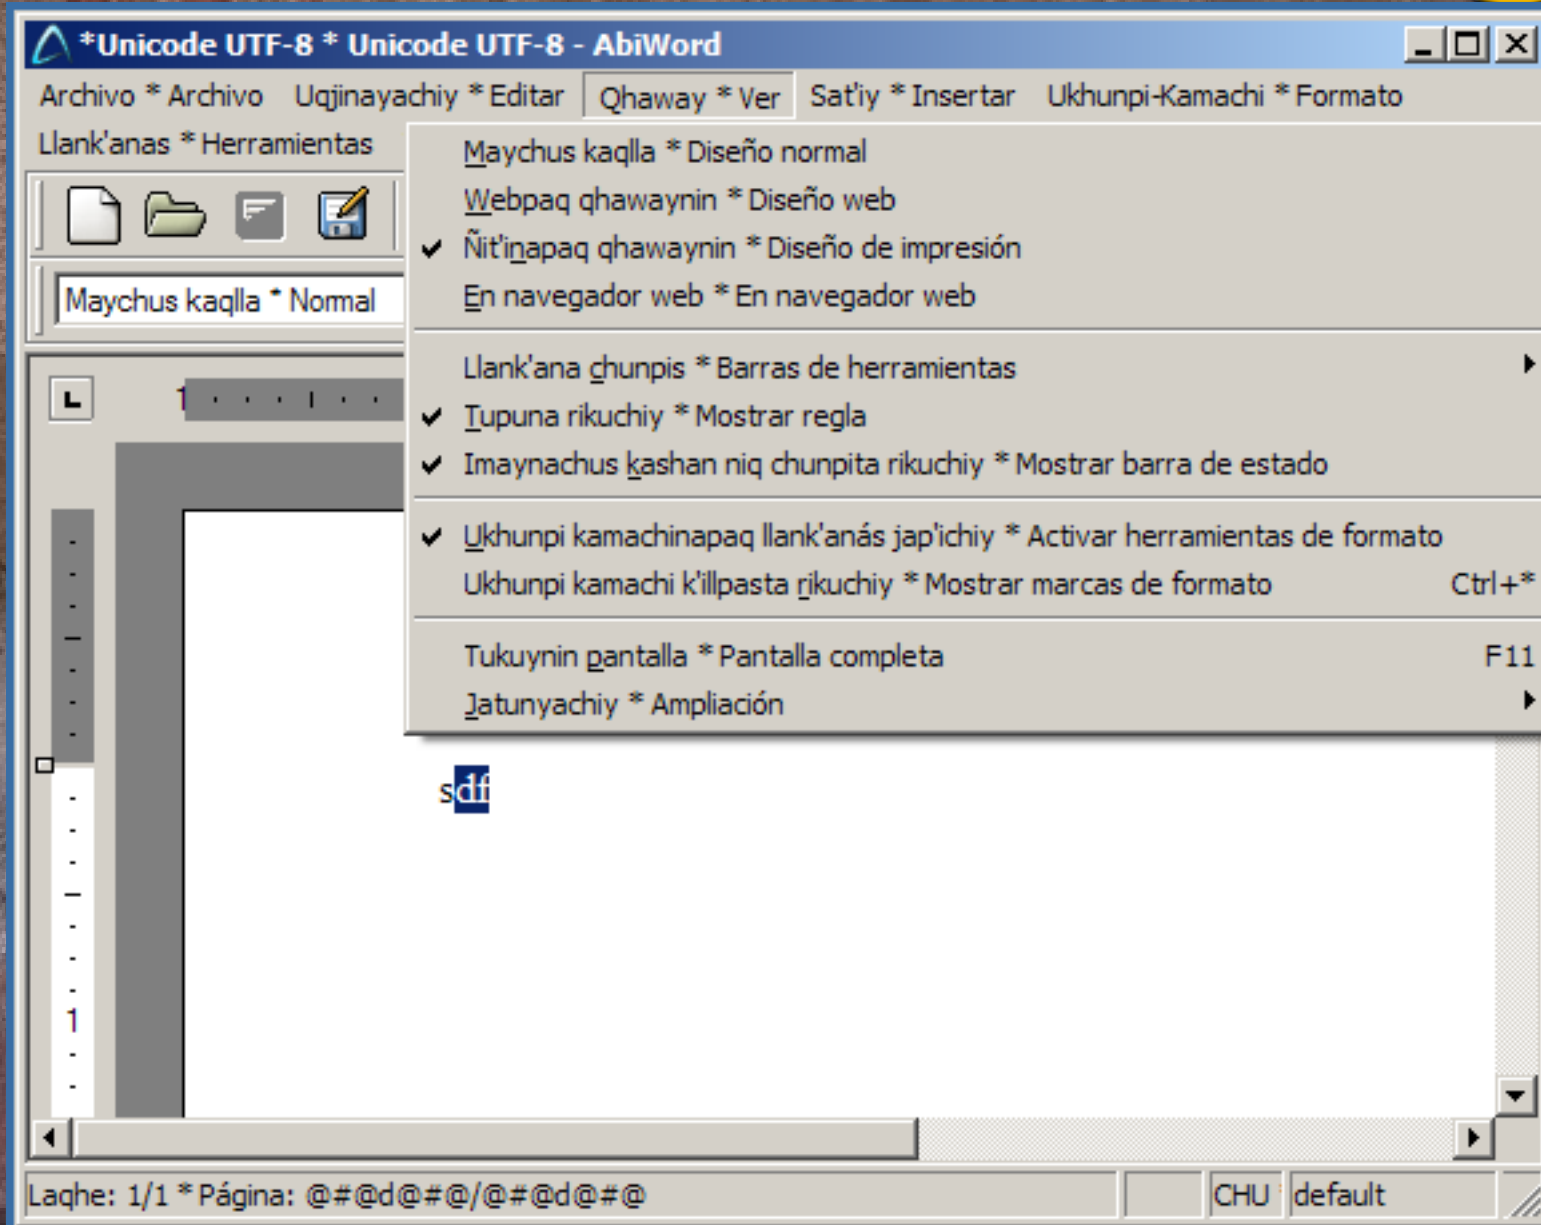 *Unicode UTF-8 * Unicode UTF-8 - AbiWord
Archivo * Archivo Uqjinayachiy * Editar Qhaway * Ver Sat'iy * Insertar Ukhunpi-Kamachi * Formato
Llank'anas * Herramientas
Maychus kaqlla * Diseño normal
Webpaq qhawaynin * Diseño web
Ñit'inapaq qhawaynin * Diseño de impresión
En navegador web * En navegador web
Maychus kaqlla * Normal
Llank'ana chunpis * Barras de herramientas
L 1
Tupuna rikuchiy * Mostrar regla
Imaynachus kashan niq chunpita rikuchiy * Mostrar barra de estado
Ukhunpi kamachinapaq llank'anás jap'ichiy * Activar herramientas de formato
Ukhunpi kamachi k'illpasta rikuchiy * Mostrar marcas de formato Ctrl+*
Tukuynin pantalla * Pantalla completa F11
Jatunyachiy * Ampliación
sdf
1
Laqhe: 1/1 * Página: @#@d@#@/@#@d@#@ CHU default